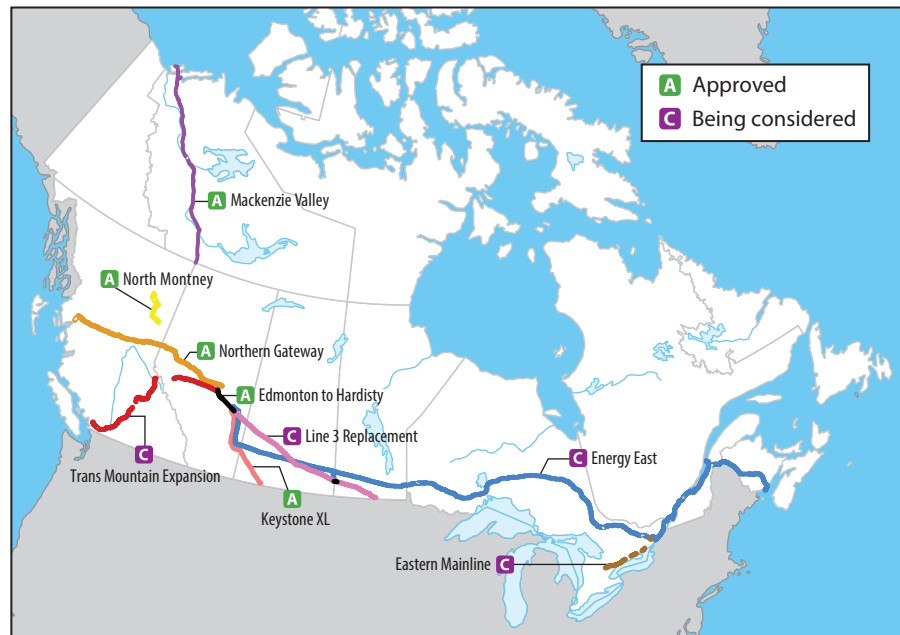 A Approved
C Being considered
A Mackenzie Valley
A North Montney
A Northern Gateway
A Edmonton to Hardisty
C Line 3 Replacement
C Energy East
C
Trans Mountain Expansion
A
Keystone XL
Eastern Mainline C